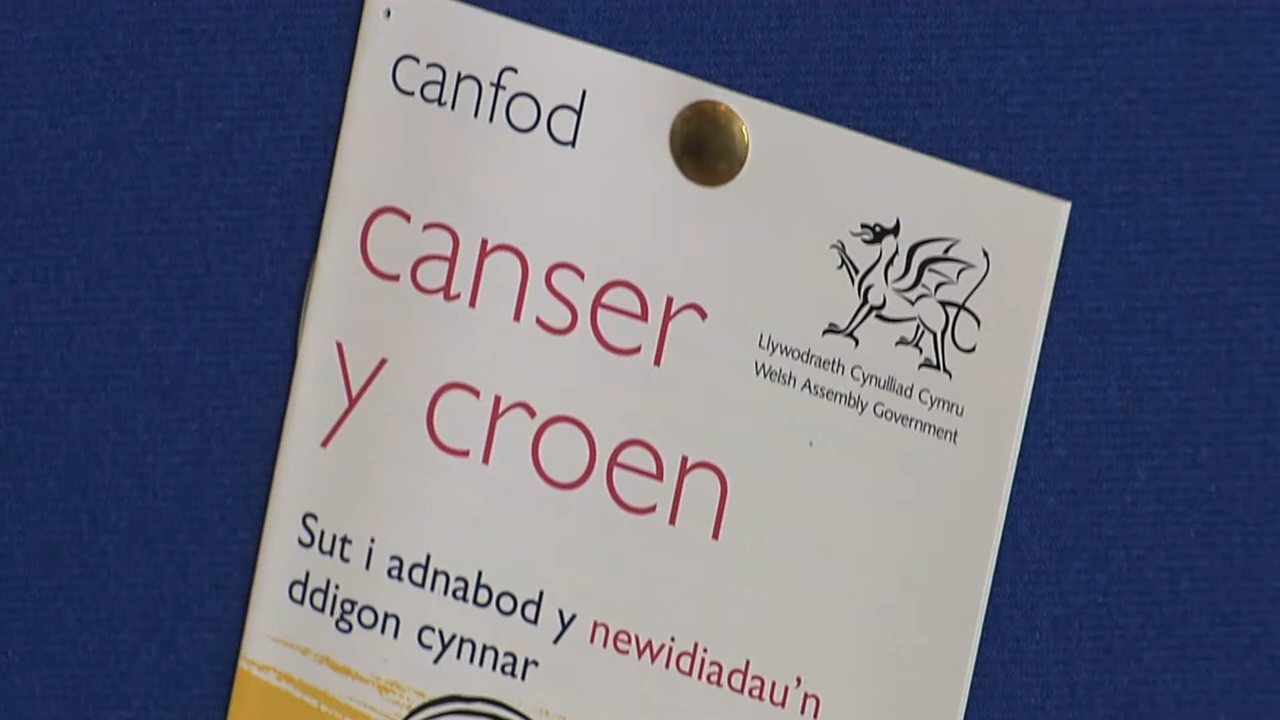 canfod
canser
y croen
Llywodraeth Cynulliad Cymru
Welsh Assembly Government
Sut i adnabod y newidiadau'n
ddigon cynnar